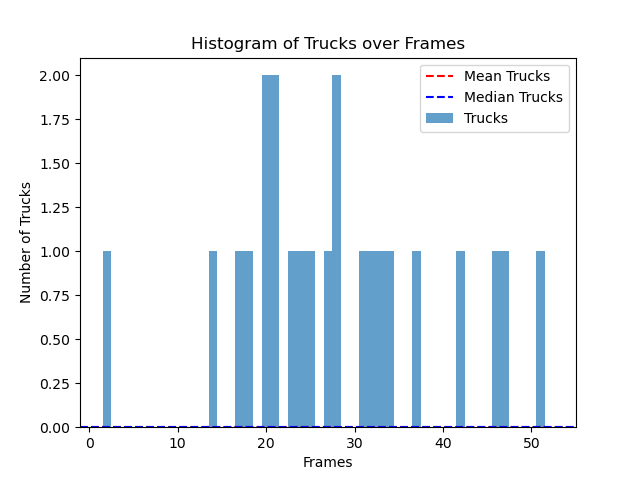 Histogram of Trucks over Frames
Mean Trucks
Median Trucks
Trucks
Number of Trucks
2.00
1.75
1.50
1.25
1.00
0.75
0.50
0.25
0.00
0 10 20 30 40 50
Frames